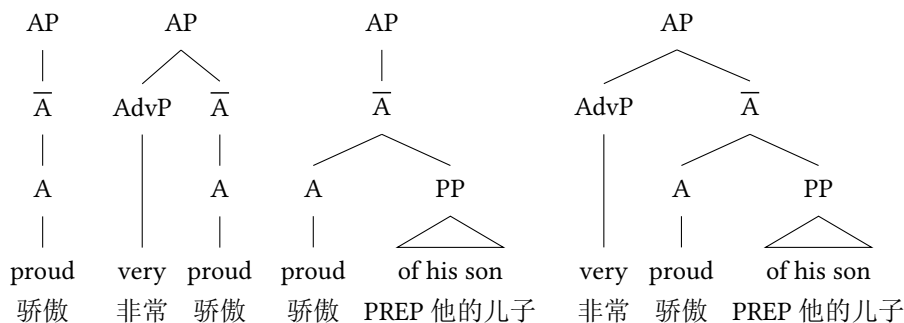 AP AP AP AP
A̅ AdvP A̅ A̅ AdvP A̅
A A A PP A PP
proud very proud proud of his son very proud of his son
骄傲 非常 骄傲 骄傲 PREP 他的儿子 非常 骄傲 PREP 他的儿子